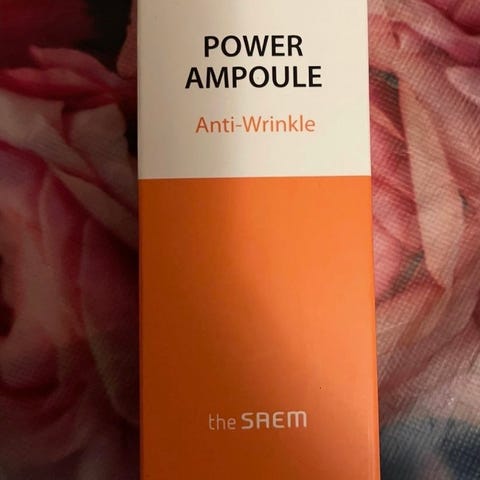 POWER
AMPOULE
Anti-Wrinkle
the SAEM